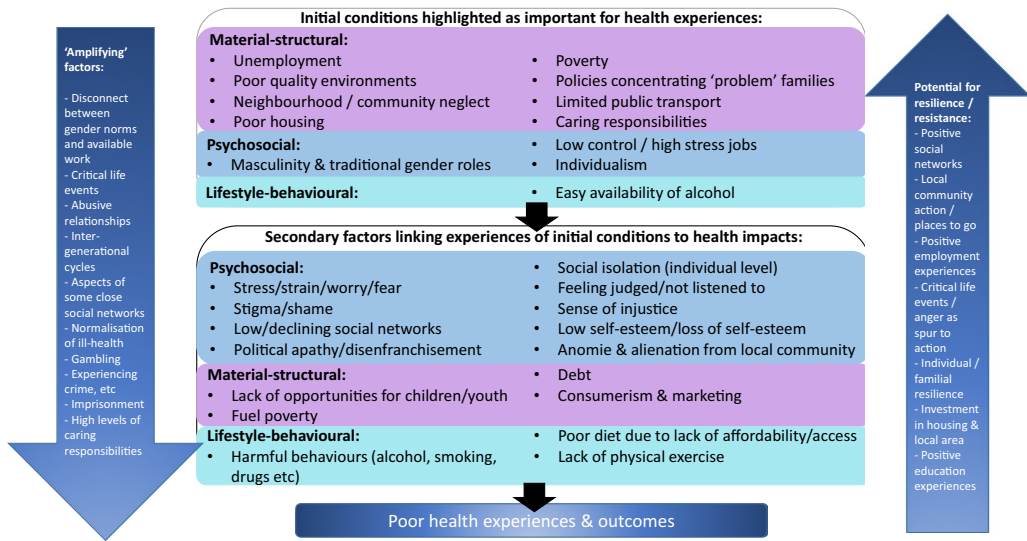 Initial conditions highlighted as important for health experiences:
Material-structural:
• Unemployment
• Poor quality environments
• Neighbourhood / community neglect
• Poor housing
• Poverty
• Policies concentrating ‘problem’ families
• Limited public transport
• Caring responsibilities
Psychosocial:
• Masculinity & traditional gender roles
• Low control / high stress jobs
• Individualism
Lifestyle-behavioural:
• Easy availability of alcohol
Secondary factors linking experiences of initial conditions to health impacts:
Psychosocial:
• Stress/strain/worry/fear
• Stigma/shame
• Low/declining social networks
• Political apathy/disenfranchisement
• Social isolation (individual level)
• Feeling judged/not listened to
• Sense of injustice
• Low self-esteem/loss of self-esteem
• Anomie & alienation from local community
Material-structural:
• Lack of opportunities for children/youth
• Fuel poverty
• Debt
• Consumerism & marketing
Lifestyle-behavioural:
• Harmful behaviours (alcohol, smoking,
drugs etc)
• Poor diet due to lack of affordability/access
• Lack of physical exercise
Poor health experiences & outcomes
‘Amplifying’
factors:
- Disconnect
between
gender norms
and available
work
- Critical life
events
- Abusive
relationships
- Inter-
generational
cycles
- Aspects of
some close
social networks
- Normalisation
of ill-health
- Gambling
- Experiencing
crime, etc
- Imprisonment
- High levels of
caring
responsibilities
Potential for
resilience /
resistance:
- Positive
social
networks
- Local
community
action /
places to go
- Positive
employment
experiences
- Critical life
events /
anger as
spur to
action
- Individual /
familial
resilience
- Investment
in housing &
local area
- Positive
education
experiences